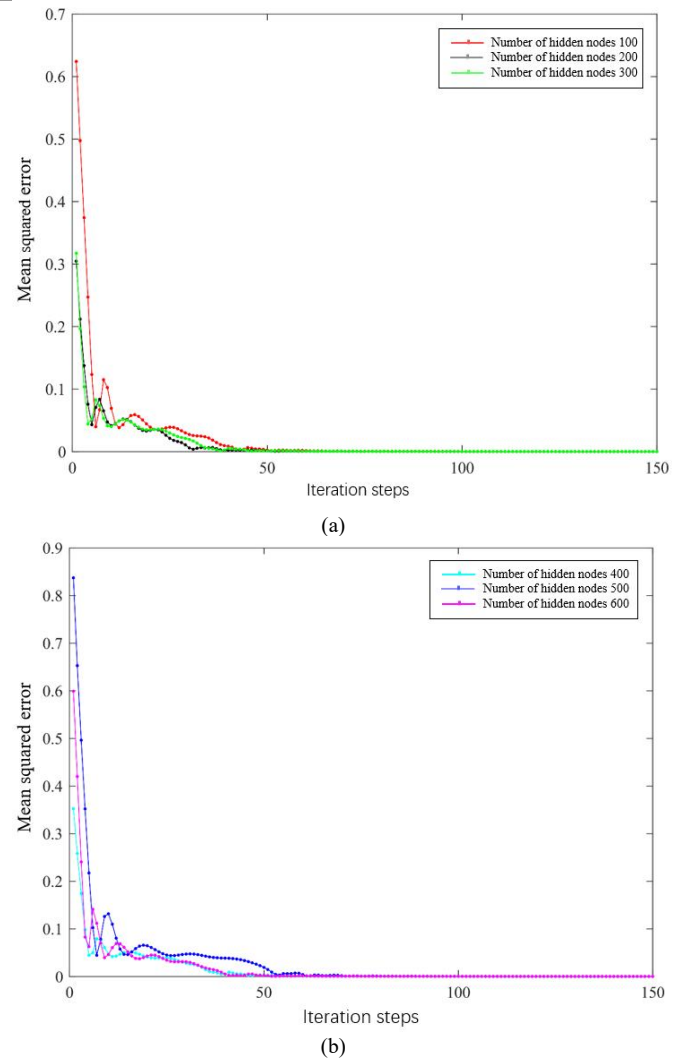 0.7
Number of hidden nodes 100
Number of hidden nodes 200
Number of hidden nodes 300
0.6
0.5
0.4
0.3
0.2
0.1
0
Mean squared error
0 50 100 150
Iteration steps
(a)
0.9
Number of hidden nodes 400
Number of hidden nodes 500
Number of hidden nodes 600
0.8
0.7
0.6
0.5
0.4
0.3
0.2
0.1
0
Mean squared error
0 50 100 150
Iteration steps
(b)